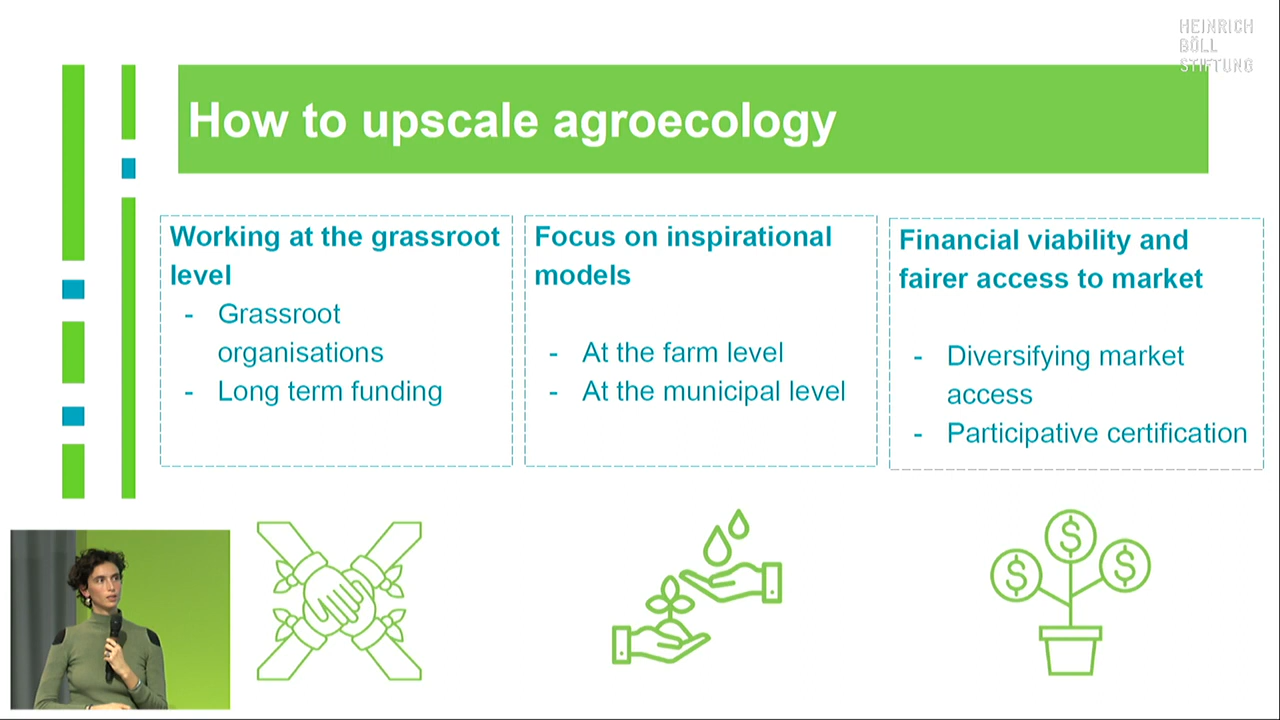 HEINRICH
BÖLL
STIFTUNG
How to upscale agroecology
Working at the grassroot
level
- Grassroot
organisations
- Long term funding
Focus on inspirational
models
- At the farm level
- At the municipal level
Financial viability and
fairer access to market
- Diversifying market
access
- Participative certification
$
$
$